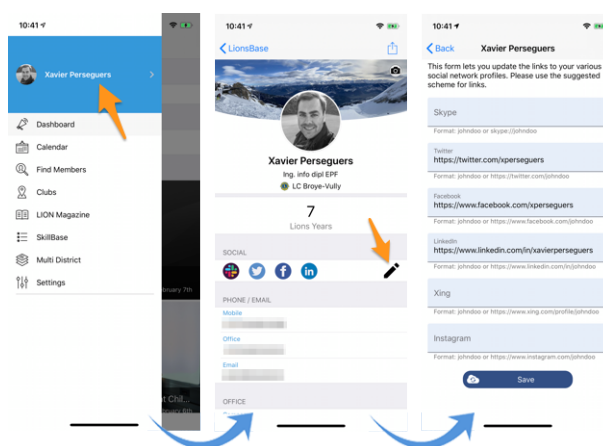 10:41
Xavier Perseguers
Dashboard
Calendar
Find Members
Clubs
LION Magazine
SkillBase
Multi District
Settings
bruary 7th
t Chil...
bruary 6th
10:41
LionsBase
Xavier Perseguers
Ing. info dipl EPF
LC Broye-Vully
7
Lions Years
SOCIAL
PHONE / EMAIL
Mobile
Office
Email
OFFICE
10:41
Back
Xavier Perseguers
This form lets you update the links to your various
social network profiles. Please use the suggested
scheme for links.
Skype
Format: johndoo or skype://johndoo
Twitter
https://twitter.com/xperseguers
Format: johndoo or https://twitter.com/johndoo
Facebook
https://www.facebook.com/xperseguers
Format: johndoo or https://www.facebook.com/johndoo
LinkedIn
https://www.linkedin.com/in/xavierperseguers
Format: johndoo or https://www.linkedin.com/in/johndoo
Xing
Format: johndoo or https://www.xing.com/profile/johndoo
Instagram
Format: johndoo or https://www.instagram.com/johndoo
Save